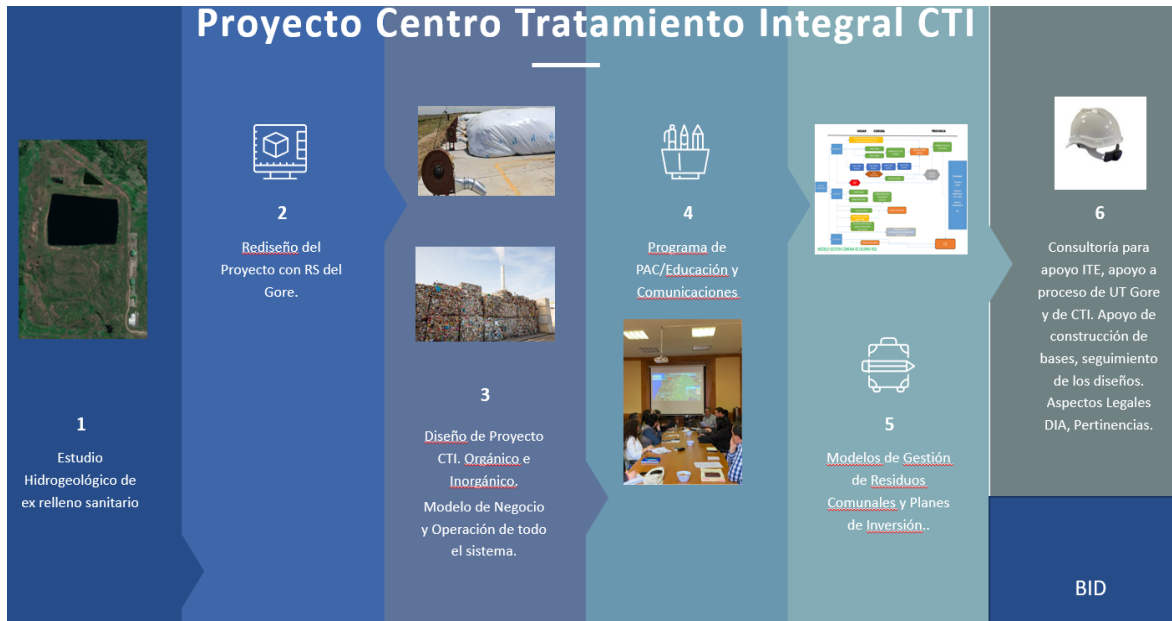 Proyecto Centro Tratamiento Integral CTI
1
Estudio
Hidrogeológico de
ex relleno sanitario
2
Rediseño del
Proyecto con RS del
Gore.
3
Diseño de Proyecto
CTI. Orgánico e
Inorgánico.
Modelo de Negocio
y Operación de todo
el sistema.
4
Programa de
PAC/Educación y
Comunicaciones
5
Modelos de Gestión
de Residuos
Comunales y Planes
de Inversión..
6
Consultoría para
apoyo ITE, apoyo a
proceso de UT Gore
y de CTI. Apoyo de
construcción de
bases, seguimiento
de los diseños.
Aspectos Legales
DIA, Pertinencias.
BID